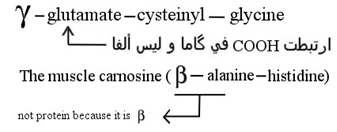 γ – glutamate – cysteinyl — glycine
ارتبطت COOH في گاما و ليس ألفا
The muscle carnosine ( β – alanine – histidine)
not protein because it is β